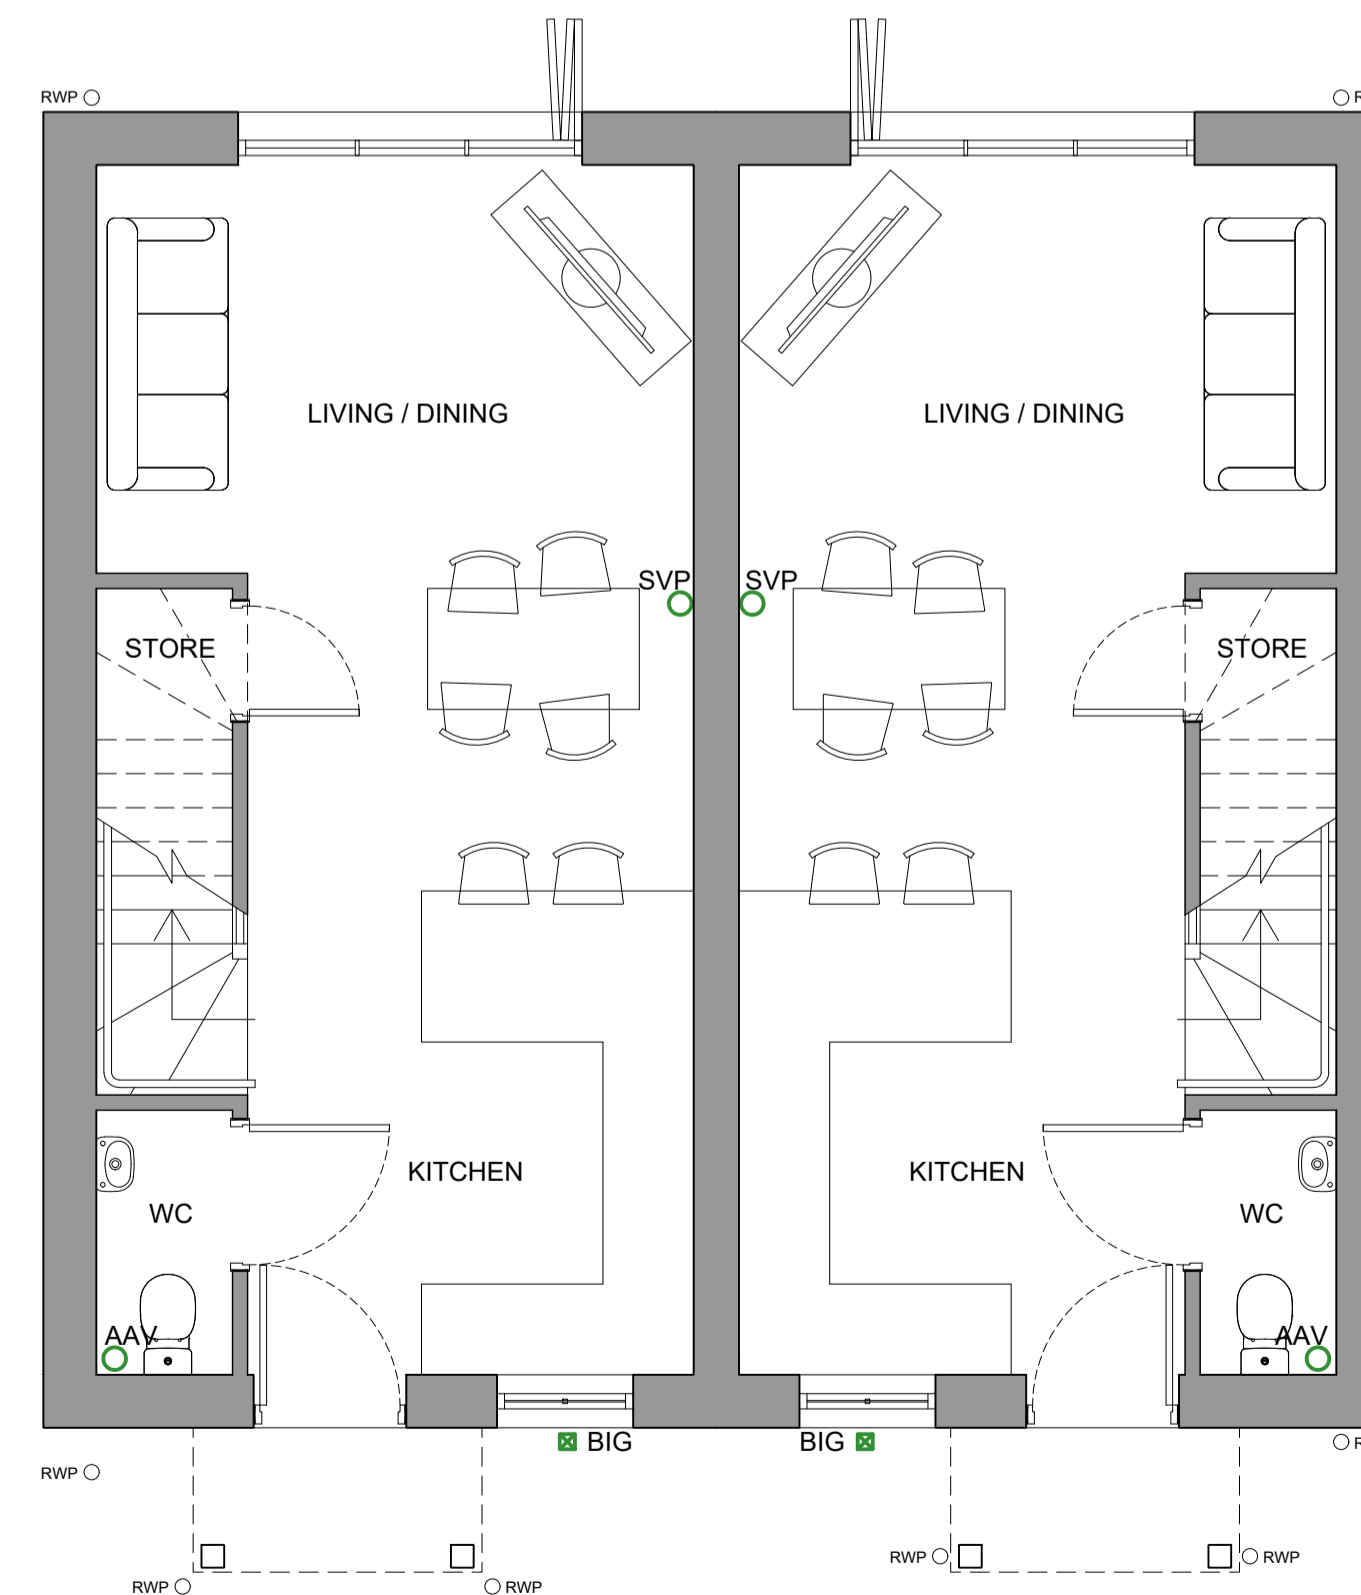 RWP
R
LIVING / DINING
LIVING / DINING
SVP
SVP
STORE
STORE
KITCHEN
KITCHEN
WC
WC
AAV
AAV
BIG
BIG
R
RWP
RWP
RWP
RWP
RWP